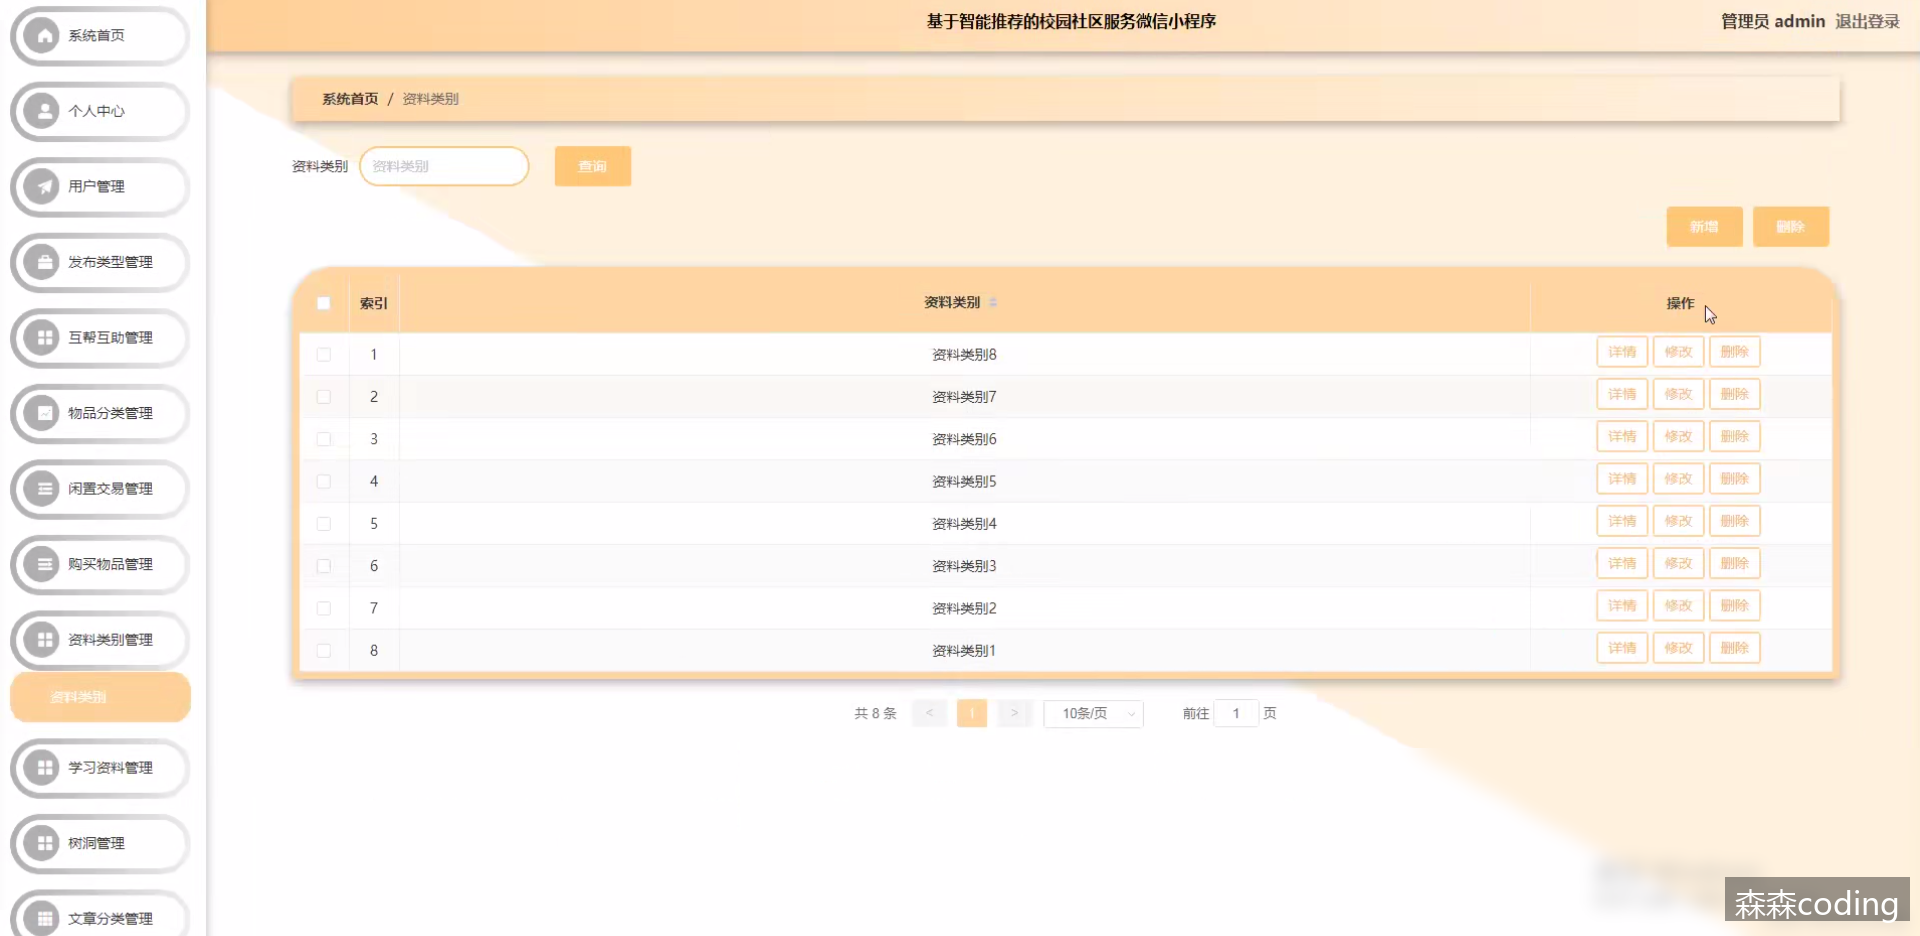 基于智能推荐的校园社区服务微信小程序
管理员 admin 退出登录
系统首页
个人中心
用户管理
发布类型管理
互帮互助管理
物品分类管理
闲置交易管理
购买物品管理
资料类别管理
资料类别
学习资料管理
树洞管理
文章分类管理
系统首页 / 资料类别
资料类别 资料类别 查询
新增 删除
索引 资料类别 操作
1 资料类别8 详情 修改 删除
2 资料类别7 详情 修改 删除
3 资料类别6 详情 修改 删除
4 资料类别5 详情 修改 删除
5 资料类别4 详情 修改 删除
6 资料类别3 详情 修改 删除
7 资料类别2 详情 修改 删除
8 资料类别1 详情 修改 删除
共 8 条 < 1 > 10条/页 前往 1 页
森森coding